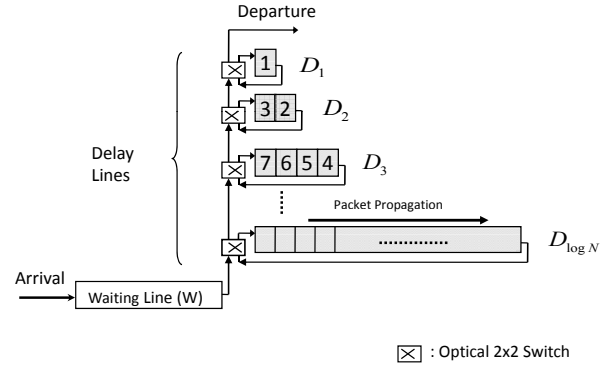 Departure
1
D1
3 2
D2
Delay
Lines
7 6 5 4
D3
Packet Propagation
D log N
Arrival
Waiting Line (W)
: Optical 2x2 Switch